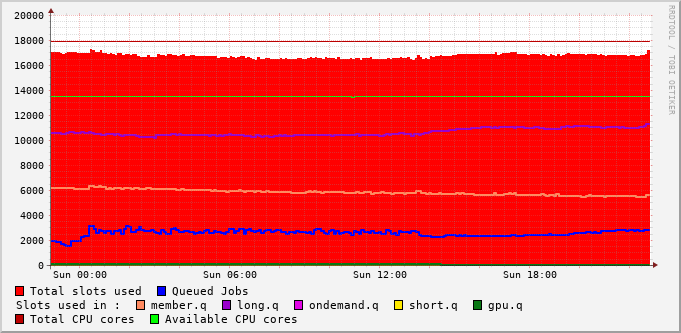 20000
18000
16000
14000
12000
10000
8000
6000
4000
2000
0
Sun 00:00 Sun 06:00 Sun 12:00 Sun 18:00
Total slots used Queued Jobs
Slots used in : member.q long.q ondemand.q short.q gpu.q
Total CPU cores Available CPU cores
RRDTOOL / TOBI OETIKER